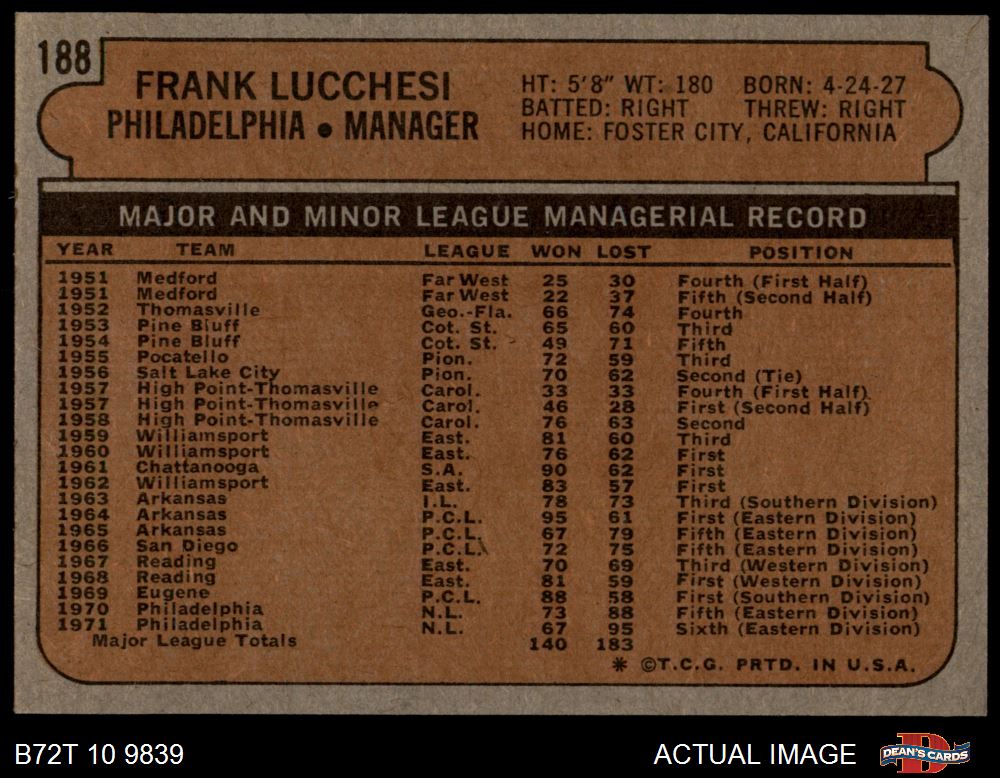 188
FRANK LUCCHESI
PHILADELPHIA • MANAGER
HT: 5'8" WT: 180 BORN: 4-24-27
BATTED: RIGHT THREW: RIGHT
HOME: FOSTER CITY, CALIFORNIA
MAJOR AND MINOR LEAGUE MANAGERIAL RECORD
YEAR TEAM LEAGUE WON LOST POSITION
1951 Medford Far West 25 30 Fourth (First Half)
1951 Medford Far West 22 37 Fifth (Second Half)
1952 Thomasville Geo.-Fla. 66 74 Fourth
1953 Pine Bluff Cot. St. 65 60 Third
1954 Pine Bluff Cot. St. 49 71 Fifth
1955 Pocatello Pion. 72 59 Third
1956 Salt Lake City Pion. 70 62 Second (Tie)
1957 High Point-Thomasville Carol. 33 33 Fourth (First Half)
1957 High Point-Thomasville Carol. 46 28 First (Second Half)
1958 High Point-Thomasville Carol. 76 63 Second
1959 Williamsport East. 81 60 Third
1960 Williamsport East. 76 62 First
1961 Chattanooga S.A. 90 62 First
1962 Williamsport East. 83 57 First
1963 Arkansas I.L. 78 73 Third (Southern Division)
1964 Arkansas P.C.L. 95 61 First (Eastern Division)
1965 Arkansas P.C.L. 67 79 Fifth (Eastern Division)
1966 San Diego P.C.L. 72 75 Fifth (Eastern Division)
1967 Reading East. 70 69 Third (Western Division)
1968 Reading East. 81 59 First (Western Division)
1969 Eugene P.C.L. 88 58 First (Southern Division)
1970 Philadelphia N.L. 73 88 Fifth (Eastern Division)
1971 Philadelphia N.L. 67 95 Sixth (Eastern Division)
Major League Totals 140 183
* ©T.C.G. PRTD. IN U.S.A.
B72T 10 9839 ACTUAL IMAGE DEAN'S CARDS